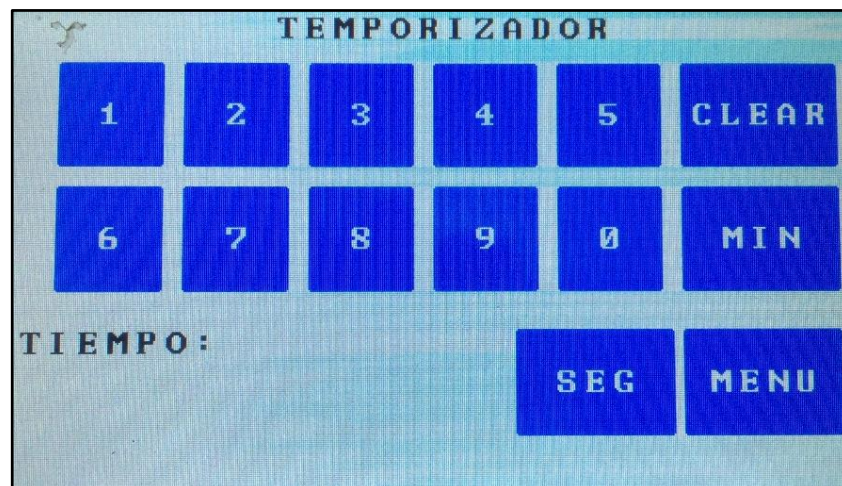 TEMPORIZADOR
1 2 3 4 5 CLEAR
6 7 8 9 0 MIN
TIEMPO:
SEG MENU